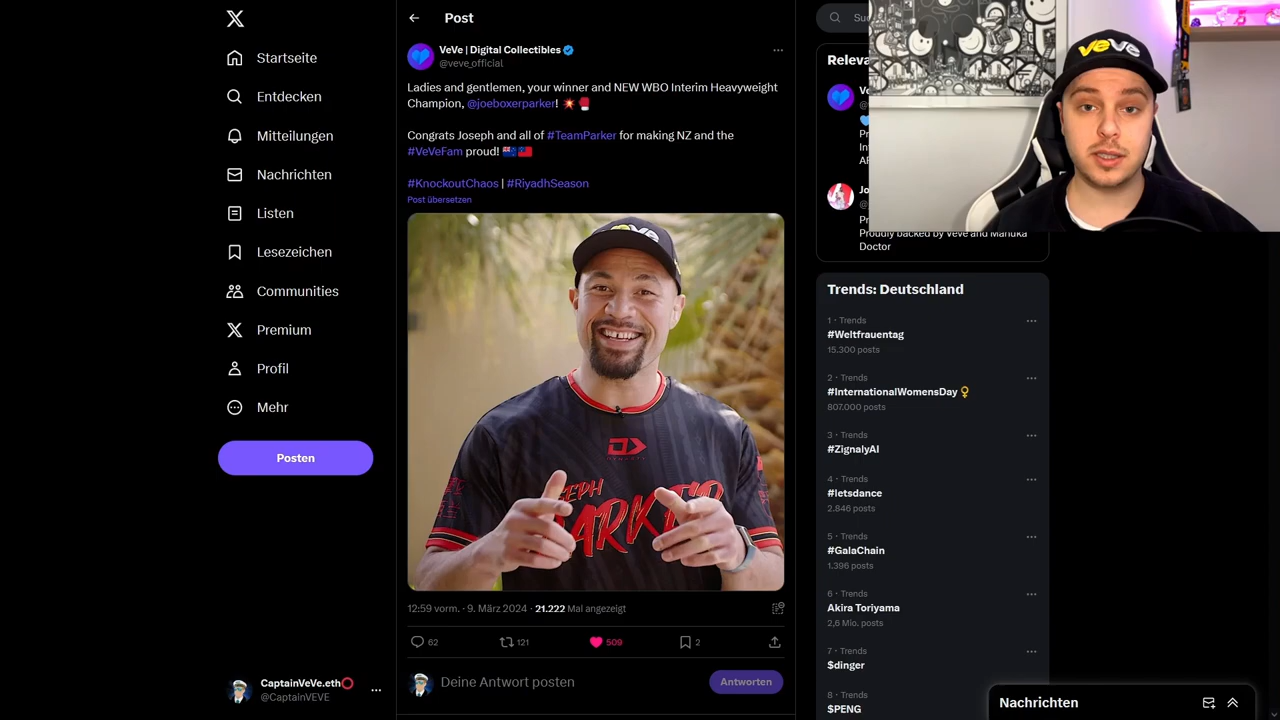 Startseite
Entdecken
Mitteilungen
Nachrichten
Listen
Lesezeichen
Communities
Premium
Profil
Mehr
Posten
CaptainVeVe.eth⭕
@CaptainVEVE
Post
VeVe | Digital Collectibles
@veve_official
Ladies and gentlemen, your winner and NEW WBO Interim Heavyweight
Champion, @joeboxerparker! 💥🥊
Congrats Joseph and all of #TeamParker for making NZ and the
#VeVeFam proud! 🇳🇿🇼🇸
#KnockoutChaos | #RiyadhSeason
Post übersetzen
veve
PARKER
12:59 vorm. · 9. März 2024 · 21.222 Mal angezeigt
62
121
509
2
Deine Antwort posten
Antworten
veve
Proudly backed by VeVe and Manuka
Doctor
Trends: Deutschland
1 · Trends
#Weltfrauentag
15.300 posts
2 · Trends
#InternationalWomensDay
807.000 posts
3 · Trends
#ZignalyAI
4 · Trends
#letsdance
2.846 posts
5 · Trends
#GalaChain
1.396 posts
6 · Trends
Akira Toriyama
2,6 Mio. posts
7 · Trends
$dinger
8 · Trends
$PENG
Nachrichten